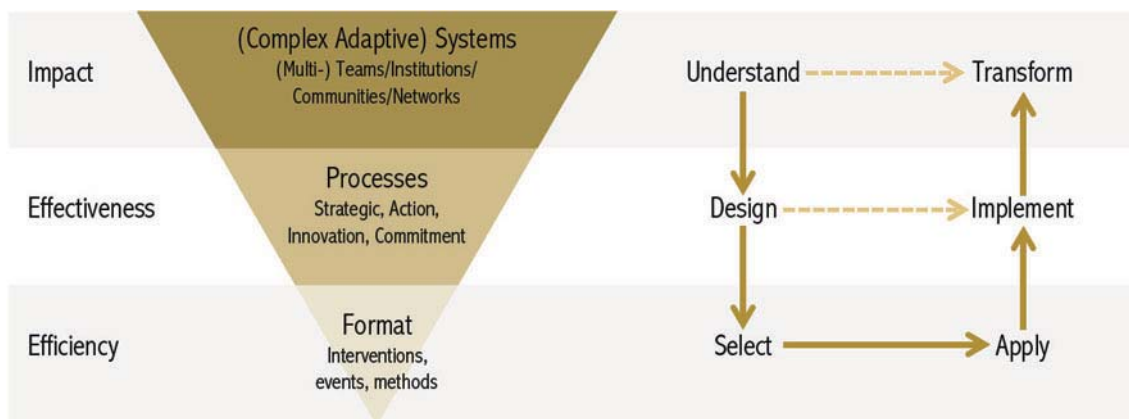 Impact
(Complex Adaptive) Systems
(Multi-) Teams/Institutions/
Communities/Networks
Understand
Transform
Effectiveness
Processes
Strategic, Action,
Innovation, Commitment
Design
Implement
Efficiency
Format
Interventions,
events, methods
Select
Apply